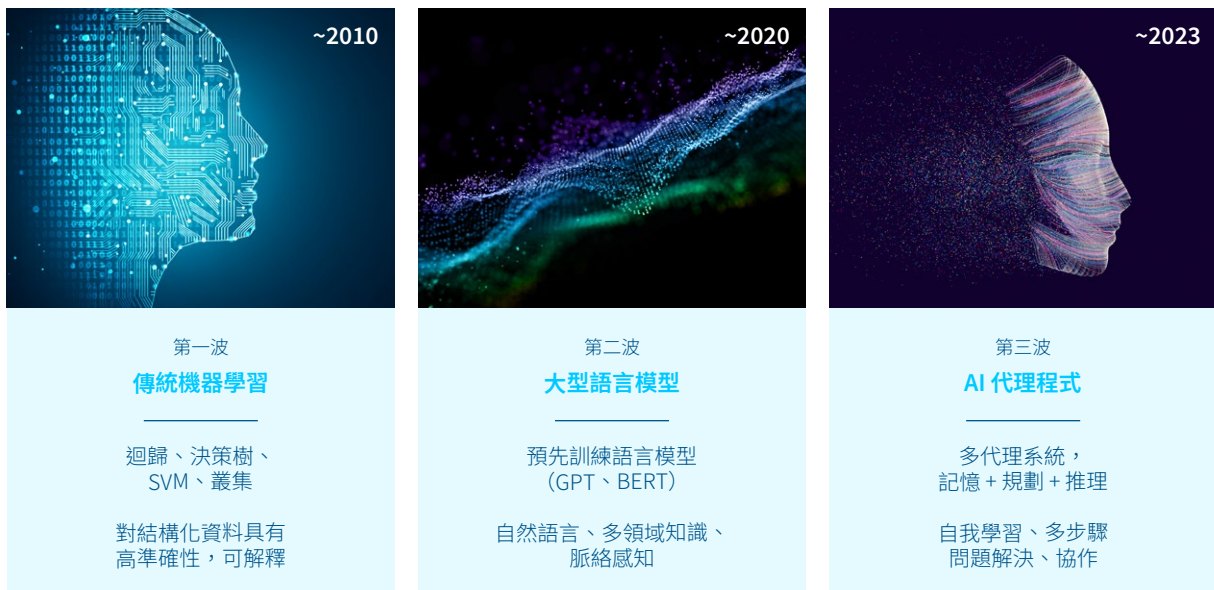 ~2010
第一波
傳統機器學習
迴歸、決策樹、
SVM、叢集
對結構化資料具有
高準確性，可解釋
~2020
第二波
大型語言模型
預先訓練語言模型
（GPT、BERT）
自然語言、多領域知識、
脈絡感知
~2023
第三波
AI 代理程式
多代理系統，
記憶 + 規劃 + 推理
自我學習、多步驟
問題解決、協作